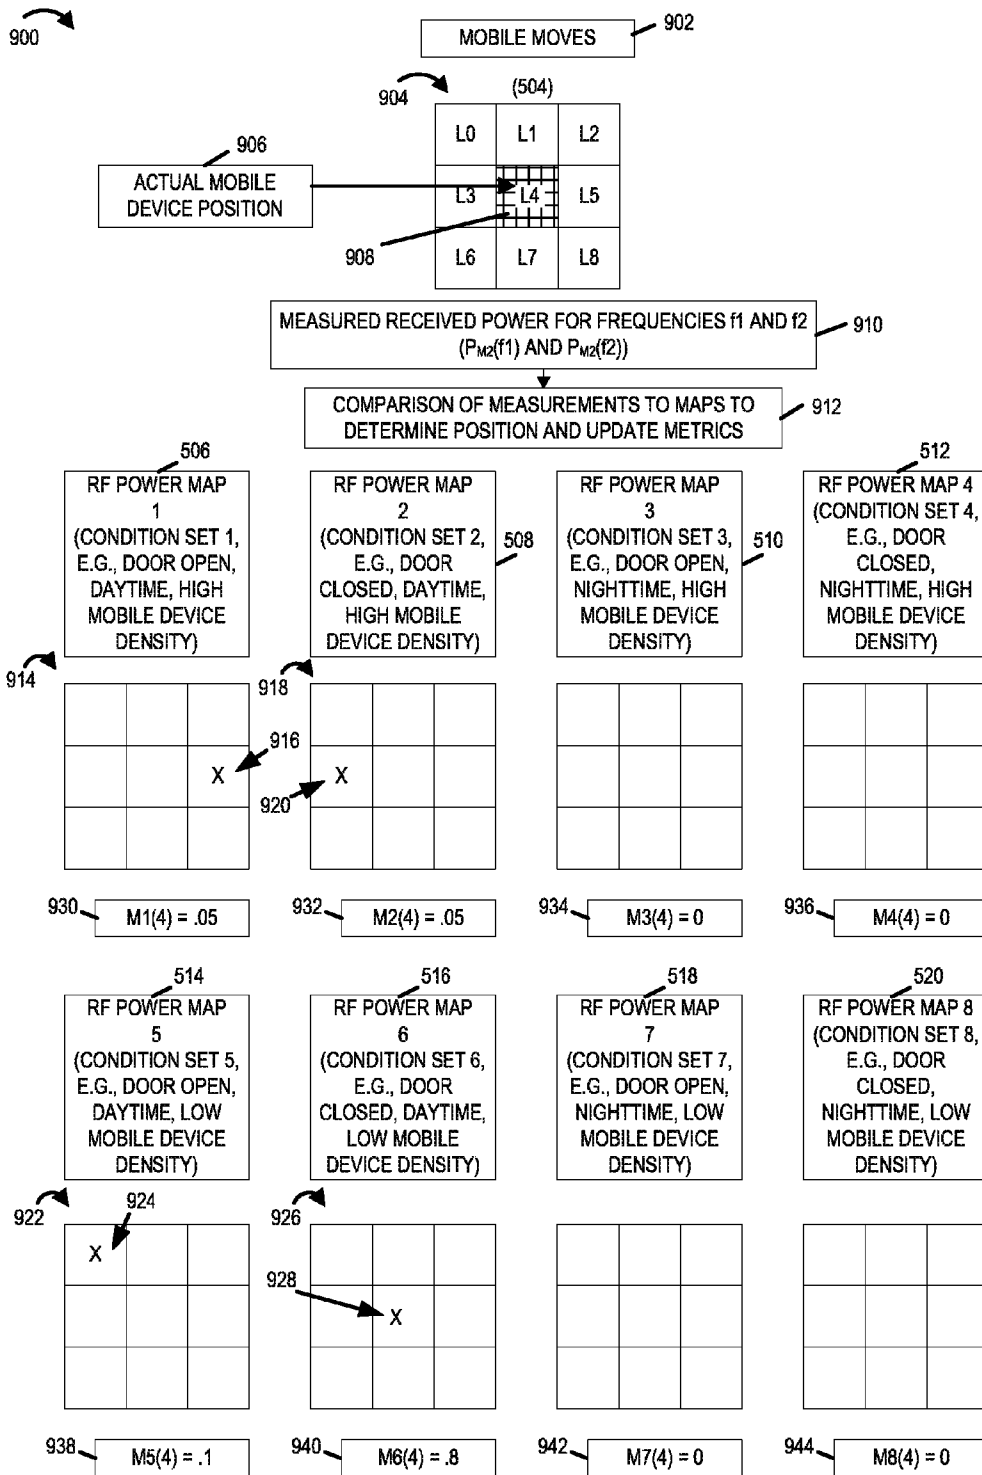 900
MOBILE MOVES
902
904
(504)
L0 L1 L2
L3 L4 L5
L6 L7 L8
906
ACTUAL MOBILE
DEVICE POSITION
908
MEASURED RECEIVED POWER FOR FREQUENCIES f1 AND f2
(PM2(f1) AND PM2(f2))
910
COMPARISON OF MEASUREMENTS TO MAPS TO
DETERMINE POSITION AND UPDATE METRICS
912
506
RF POWER MAP
1
(CONDITION SET 1,
E.G., DOOR OPEN,
DAYTIME, HIGH
MOBILE DEVICE
DENSITY)
RF POWER MAP
2
(CONDITION SET 2,
E.G., DOOR
CLOSED, DAYTIME,
HIGH MOBILE
DEVICE DENSITY)
508
RF POWER MAP
3
(CONDITION SET 3,
E.G., DOOR OPEN,
NIGHTTIME, HIGH
MOBILE DEVICE
DENSITY)
510
512
RF POWER MAP 4
(CONDITION SET 4,
E.G., DOOR
CLOSED,
NIGHTTIME, HIGH
MOBILE DEVICE
DENSITY)
914
X
916
918
X
920
930
M1(4) = .05
932
M2(4) = .05
934
M3(4) = 0
936
M4(4) = 0
514
RF POWER MAP
5
(CONDITION SET 5,
E.G., DOOR OPEN,
DAYTIME, LOW
MOBILE DEVICE
DENSITY)
516
RF POWER MAP
6
(CONDITION SET 6,
E.G., DOOR
CLOSED, DAYTIME,
LOW MOBILE
DEVICE DENSITY)
518
RF POWER MAP
7
(CONDITION SET 7,
E.G., DOOR OPEN,
NIGHTTIME, LOW
MOBILE DEVICE
DENSITY)
520
RF POWER MAP 8
(CONDITION SET 8,
E.G., DOOR
CLOSED,
NIGHTTIME, LOW
MOBILE DEVICE
DENSITY)
922
924
X
926
928
X
938
M5(4) = .1
940
M6(4) = .8
942
M7(4) = 0
944
M8(4) = 0